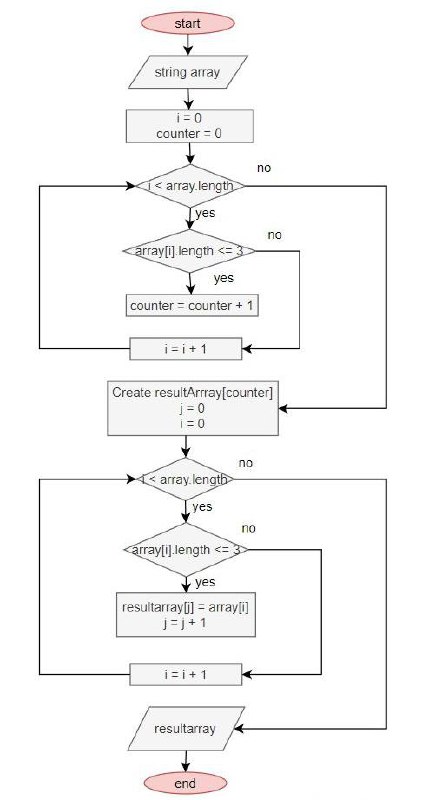 start
string array
i = 0
counter = 0
i < array.length
no
yes
array[i].length <= 3
no
yes
counter = counter + 1
i = i + 1
Create resultArrray[counter]
j = 0
i = 0
i < array.length
no
yes
array[i].length <= 3
no
yes
resultarray[j] = array[i]
j = j + 1
i = i + 1
resultarray
end